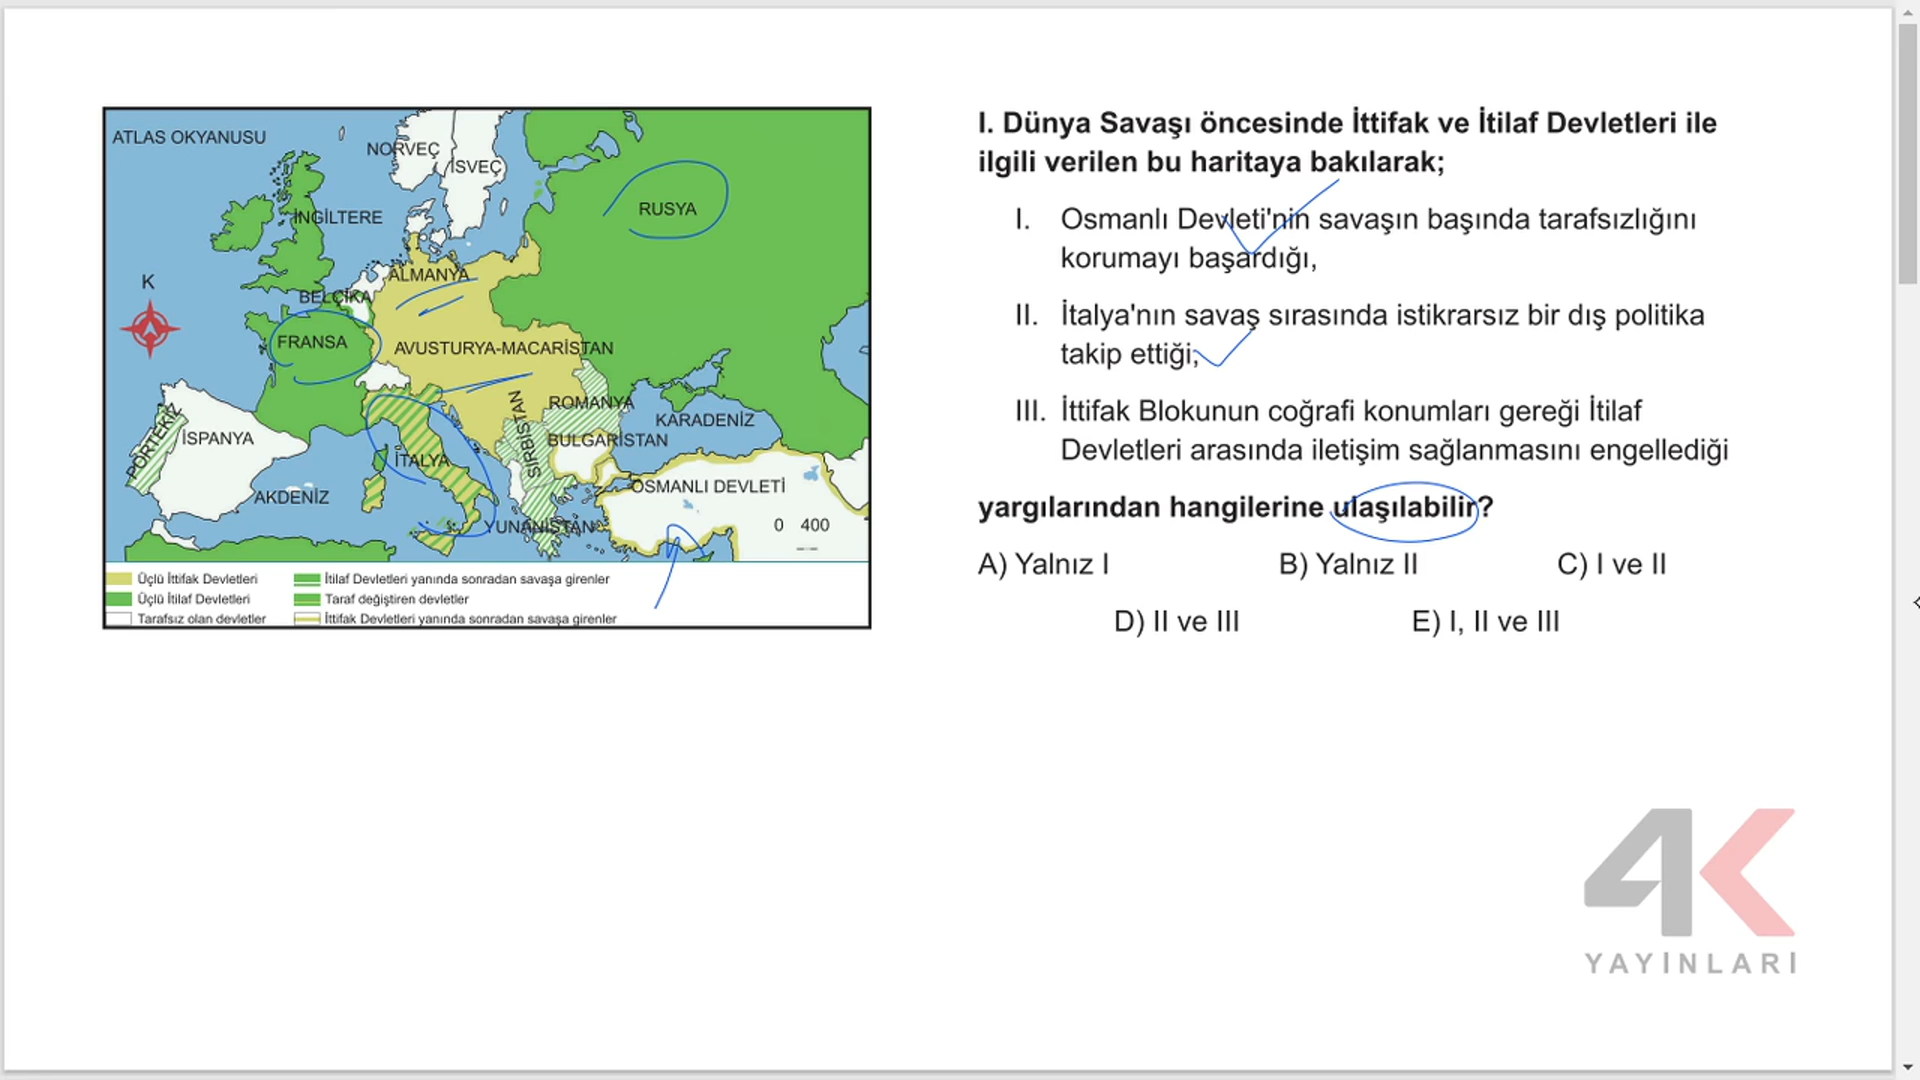 ATLAS OKYANUSU
NORVEÇ
İSVEÇ
RUSYA
İNGİLTERE
ALMANYA
K
BELÇİKA
FRANSA
AVUSTURYA-MACARİSTAN
ROMANYA
KARADENİZ
SIRBİSTAN
BULGARİSTAN
PORTEKİZ
İSPANYA
İTALYA
AKDENİZ
OSMANLI DEVLETİ
YUNANİSTAN
0 400
Üçlü İttifak Devletleri
İtilaf Devletleri yanında sonradan savaşa girenler
Üçlü İtilaf Devletleri
Taraf değiştiren devletler
Tarafsız olan devletler
İttifak Devletleri yanında sonradan savaşa girenler
I. Dünya Savaşı öncesinde İttifak ve İtilaf Devletleri ile
ilgili verilen bu haritaya bakılarak;
I. Osmanlı Devleti'nin savaşın başında tarafsızlığını
korumayı başardığı,
II. İtalya'nın savaş sırasında istikrarsız bir dış politika
takip ettiği,
III. İttifak Blokunun coğrafi konumları gereği İtilaf
Devletleri arasında iletişim sağlanmasını engellediği
yargılarından hangilerine ulaşılabilir?
A) Yalnız I B) Yalnız II C) I ve II
D) II ve III E) I, II ve III
4K
YAYINLARI